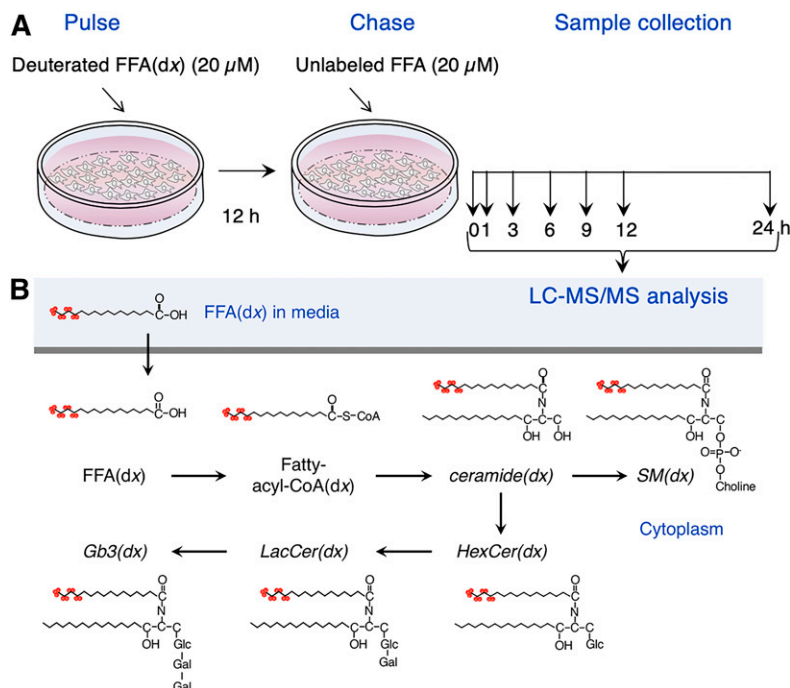 A
Pulse
Chase
Sample collection
Deuterated FFA(dx) (20 µM)
Unlabeled FFA (20 µM)
12 h
0 1 3 6 9 12 24 h
B
LC-MS/MS analysis
FFA(dx) in media
O
C-OH
O
C-OH
O
C-S-CoA
O
C
N
C-C-C
OH OH
O
C
N
C-C-C
OH O
O=P-O-
O
Choline
FFA(dx)
Fatty-
acyl-CoA(dx)
ceramide(dx)
SM(dx)
Cytoplasm
Gb3(dx)
LacCer(dx)
HexCer(dx)
O
C
N
C-C-C
OH Glc
Gal
Gal
O
C
N
C-C-C
OH Glc
Gal
O
C
N
C-C-C
OH Glc